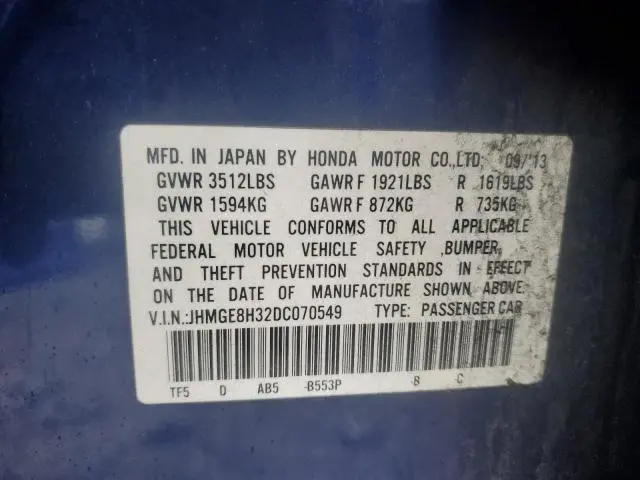 MFD. IN JAPAN BY HONDA MOTOR CO.,LTD; 09/'13
GVWR 3512LBS GAWR F 1921LBS R 1619LBS
GVWR 1594KG GAWR F 872KG R 735KG
THIS VEHICLE CONFORMS TO ALL APPLICABLE
FEDERAL MOTOR VEHICLE SAFETY ,BUMPER,
AND THEFT PREVENTION STANDARDS IN EFFECT
ON THE DATE OF MANUFACTURE SHOWN ABOVE.
V.I.N.:JHMGE8H32DC070549 TYPE: PASSENGER CAR
TF5 D AB5 -B553P -B C